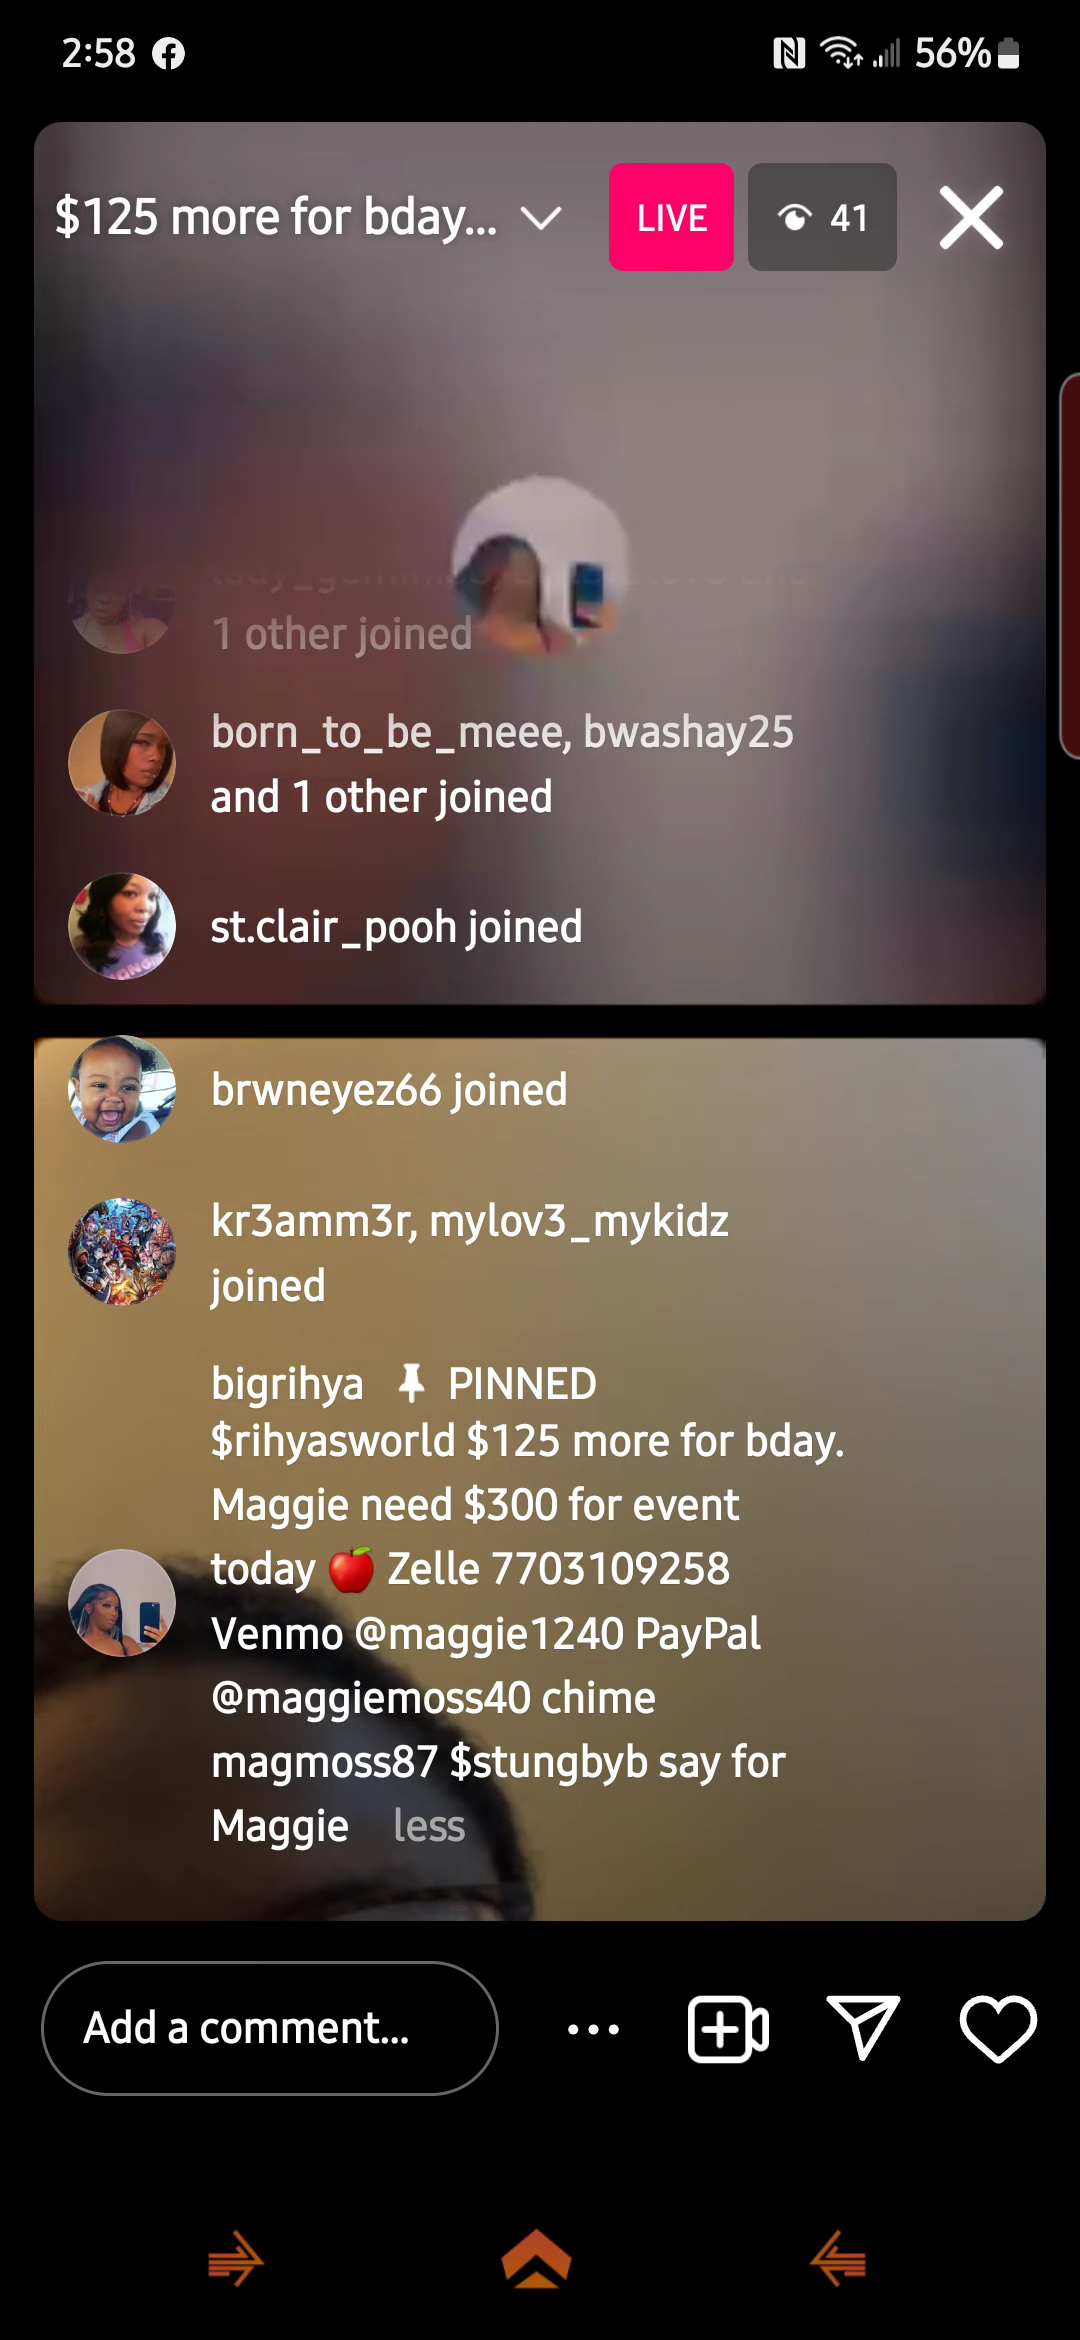 2:58
56%
$125 more for bday...
LIVE
41
1 other joined
born_to_be_meee, bwashay25
and 1 other joined
st.clair_pooh joined
brwneyez66 joined
kr3amm3r, mylov3_mykidz
joined
bigrihya PINNED
$rihyasworld $125 more for bday.
Maggie need $300 for event
today 🍎 Zelle 7703109258
Venmo @maggie1240 PayPal
@maggiemoss40 chime
magmoss87 $stungbyb say for
Maggie less
Add a comment...